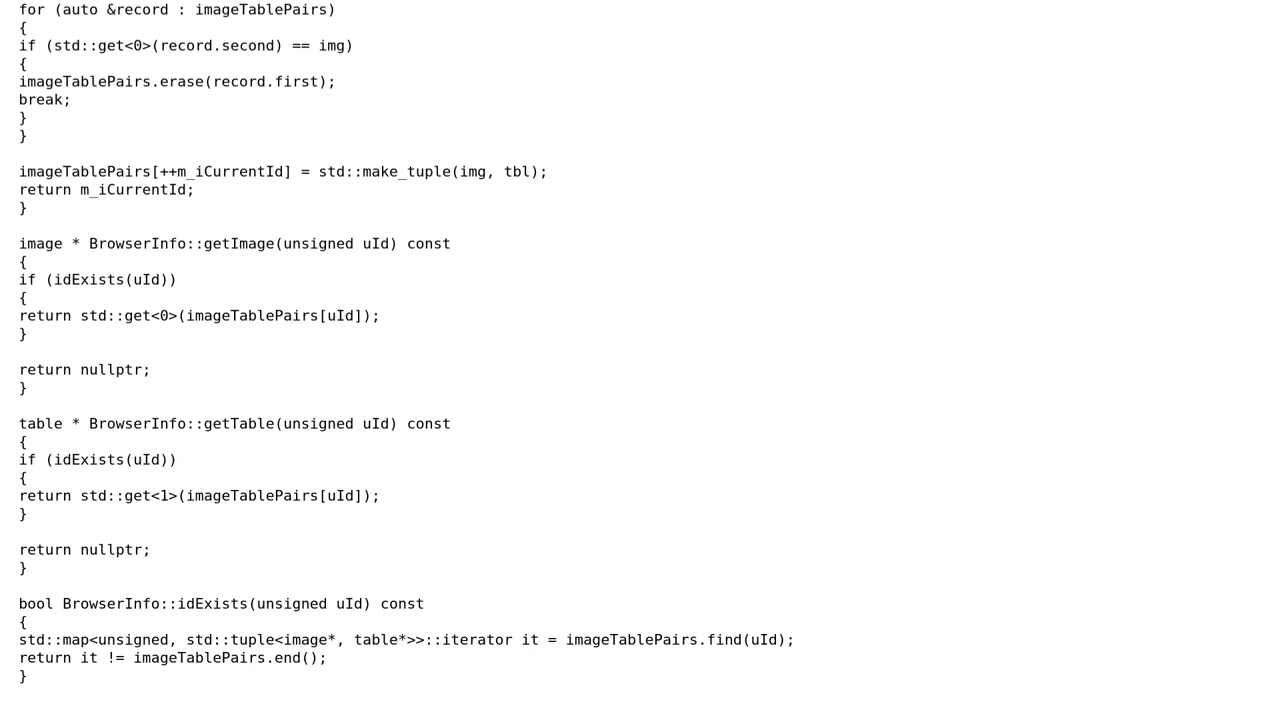 for (auto &record : imageTablePairs)
{
if (std::get<0>(record.second) == img)
{
imageTablePairs.erase(record.first);
break;
}
}
imageTablePairs[++m_iCurrentId] = std::make_tuple(img, tbl);
return m_iCurrentId;
}
image * BrowserInfo::getImage(unsigned uId) const
{
if (idExists(uId))
{
return std::get<0>(imageTablePairs[uId]);
}
return nullptr;
}
table * BrowserInfo::getTable(unsigned uId) const
{
if (idExists(uId))
{
return std::get<1>(imageTablePairs[uId]);
}
return nullptr;
}
bool BrowserInfo::idExists(unsigned uId) const
{
std::map<unsigned, std::tuple<image*, table*>>::iterator it = imageTablePairs.find(uId);
return it != imageTablePairs.end();
}